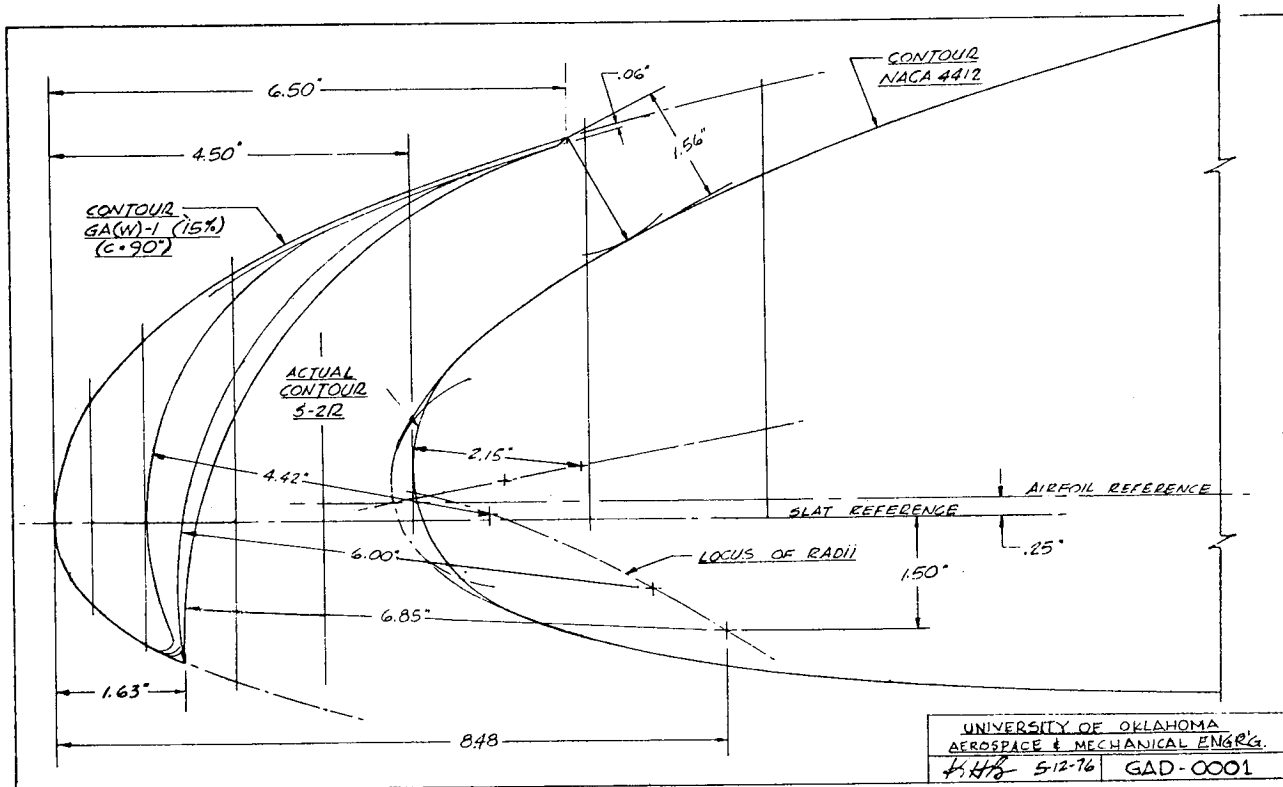 6.50"
.06"
CONTOUR
NACA 4412
4.50"
1.56"
CONTOUR
GA(W)-1 (15%)
(C=90")
ACTUAL
CONTOUR
S-2R
2.15"
4.42"
AIRFOIL REFERENCE
SLAT REFERENCE
.25"
6.00"
LOCUS OF RADII
1.50"
6.85"
1.63"
8.48
UNIVERSITY OF OKLAHOMA
AEROSPACE & MECHANICAL ENGR'G.
5-12-76
GAD-0001